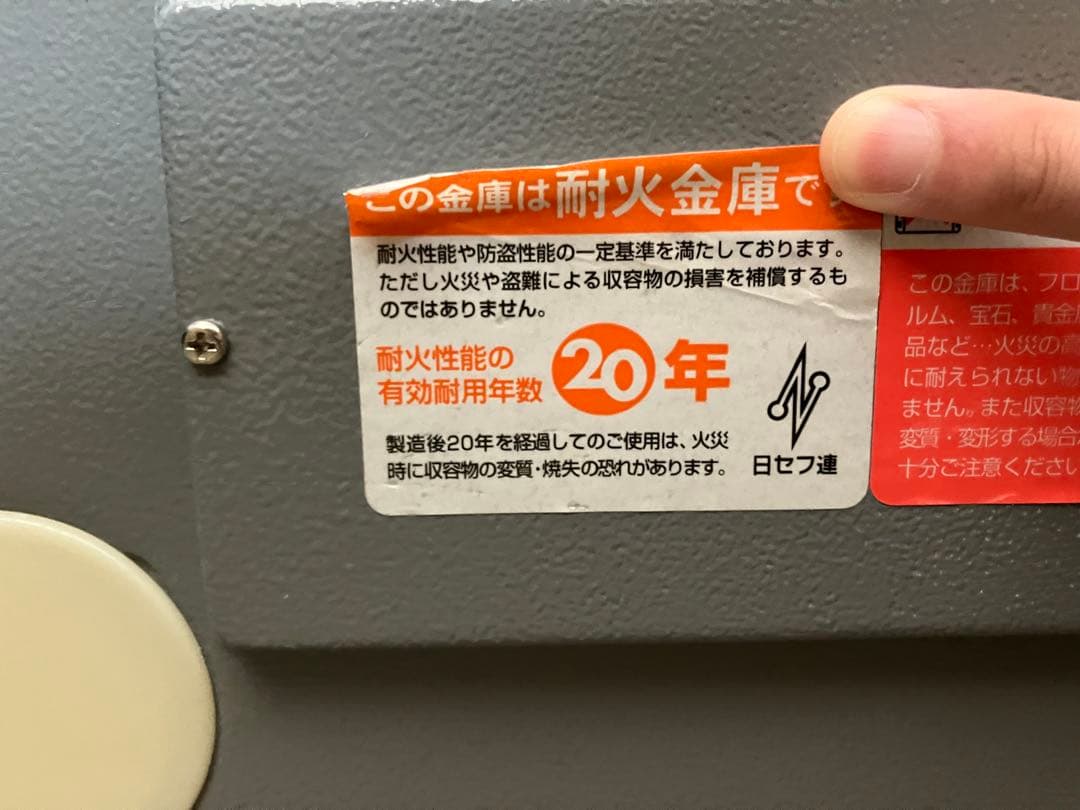 この金庫は耐火金庫で
耐火性能や防盗性能の一定基準を満たしております。
ただし火災や盗難による収容物の損害を補償するも
のではありません。
耐火性能の
有効耐用年数
20年
製造後20年を経過してのご使用は、火災
時に収容物の変質・焼失の恐れがあります。
日セフ連
この金庫は、フロ
ルム、宝石、貴金
品など…火災の高
に耐えられない物
ません。また収容物
変質・変形する場合
十分ご注意ください